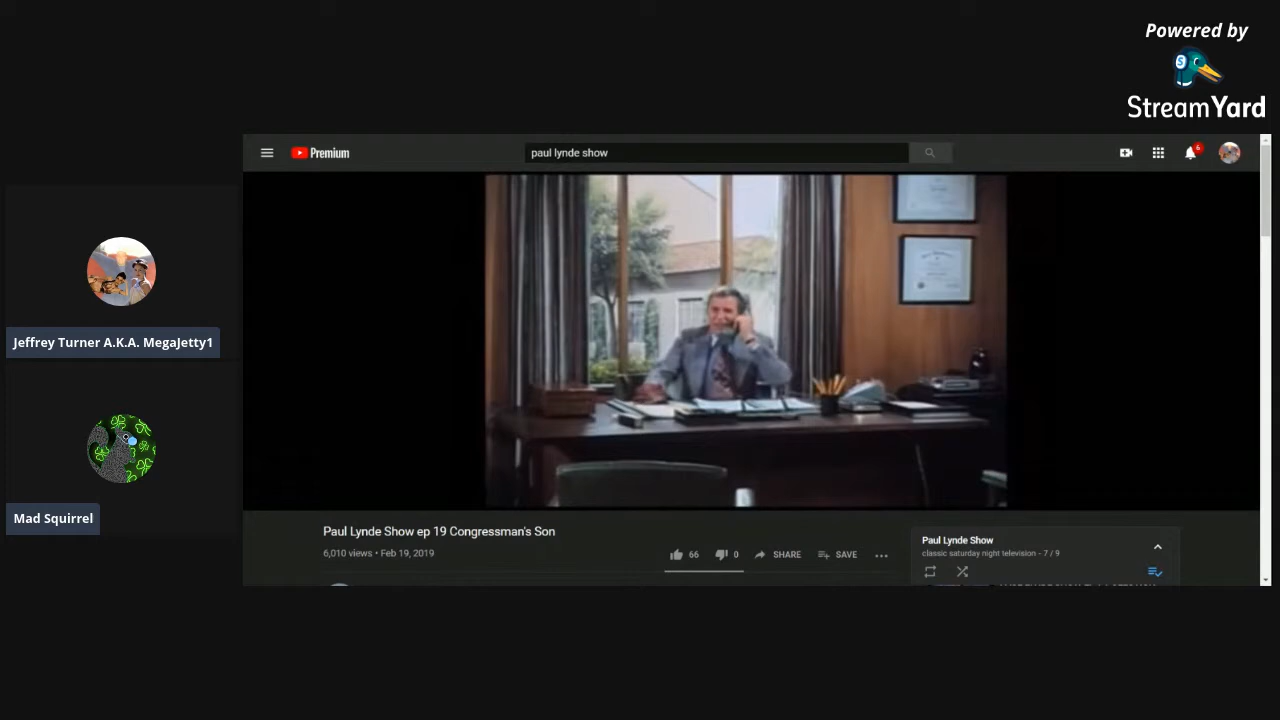 Powered by
StreamYard
Premium
paul lynde show
6
Jeffrey Turner A.K.A. MegaJetty1
Mad Squirrel
Paul Lynde Show ep 19 Congressman's Son
6,010 views • Feb 19, 2019
66
0
SHARE
SAVE
Paul Lynde Show
classic saturday night television - 7 / 9